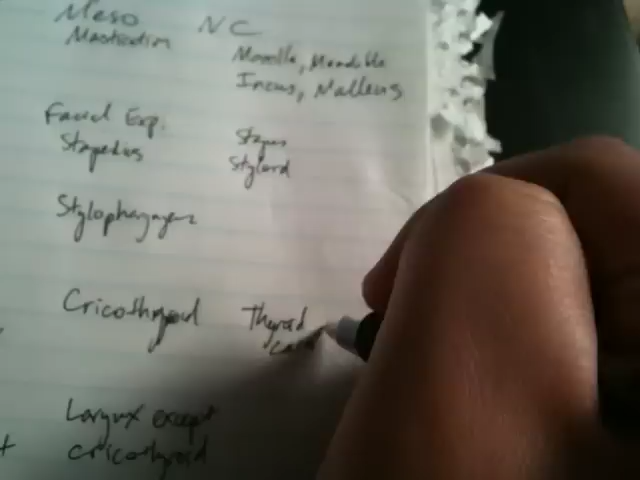 Meso NC
Mastication
Maxilla, Mandible
Incus, Malleus
Facial Exp.
Stapes
Stapedius
Styloid
Stylopharyngeus
Cricothyroid
Thyroid
Larynx except
cricothyroid